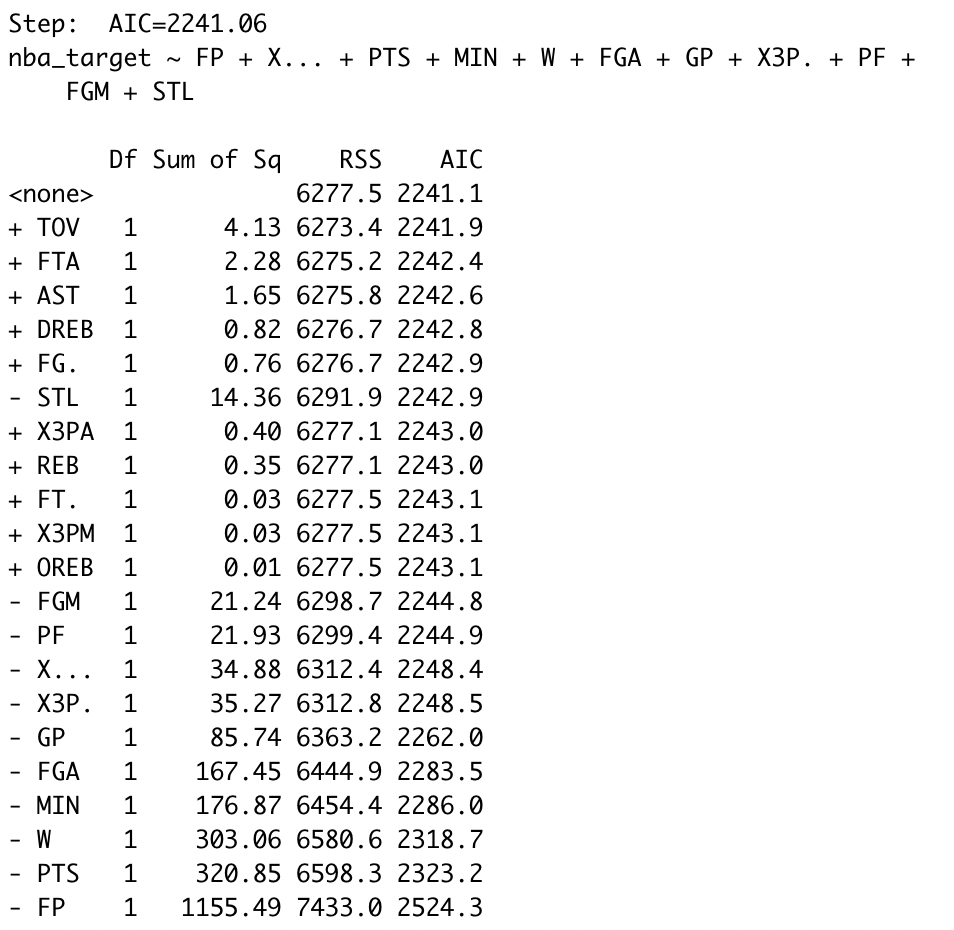 Step:  AIC=2241.06
nba_target ~ FP + X... + PTS + MIN + W + FGA + GP + X3P. + PF +
    FGM + STL

       Df Sum of Sq    RSS    AIC
<none>              6277.5 2241.1
+ TOV   1      4.13 6273.4 2241.9
+ FTA   1      2.28 6275.2 2242.4
+ AST   1      1.65 6275.8 2242.6
+ DREB  1      0.82 6276.7 2242.8
+ FG.   1      0.76 6276.7 2242.9
- STL   1     14.36 6291.9 2242.9
+ X3PA  1      0.40 6277.1 2243.0
+ REB   1      0.35 6277.1 2243.0
+ FT.   1      0.03 6277.5 2243.1
+ X3PM  1      0.03 6277.5 2243.1
+ OREB  1      0.01 6277.5 2243.1
- FGM   1     21.24 6298.7 2244.8
- PF    1     21.93 6299.4 2244.9
- X...  1     34.88 6312.4 2248.4
- X3P.  1     35.27 6312.8 2248.5
- GP    1     85.74 6363.2 2262.0
- FGA   1    167.45 6444.9 2283.5
- MIN   1    176.87 6454.4 2286.0
- W     1    303.06 6580.6 2318.7
- PTS   1    320.85 6598.3 2323.2
- FP    1   1155.49 7433.0 2524.3